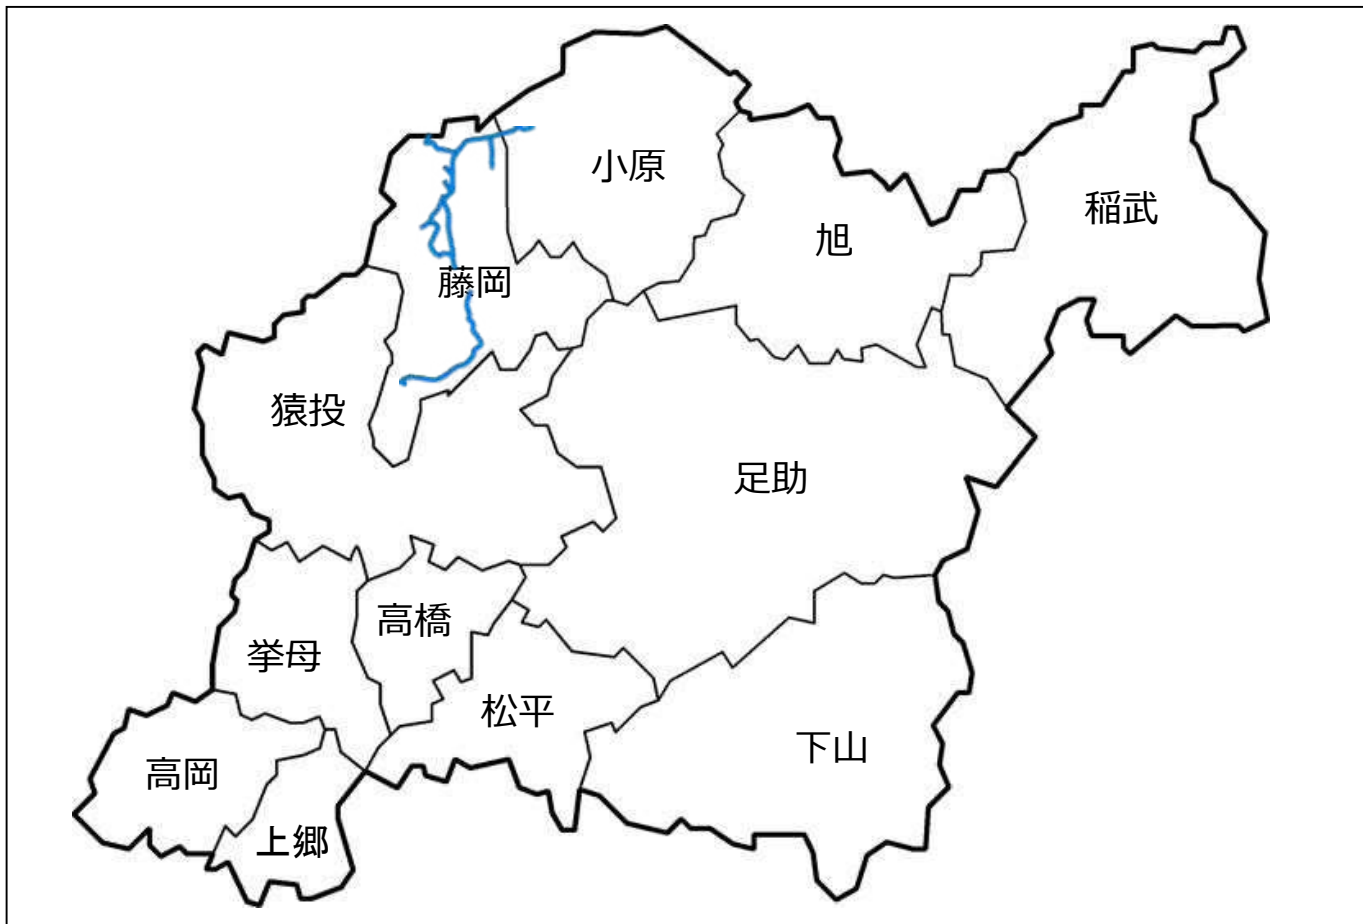 小原
稲武
旭
藤岡
猿投
足助
高橋
挙母
松平
下山
高岡
上郷